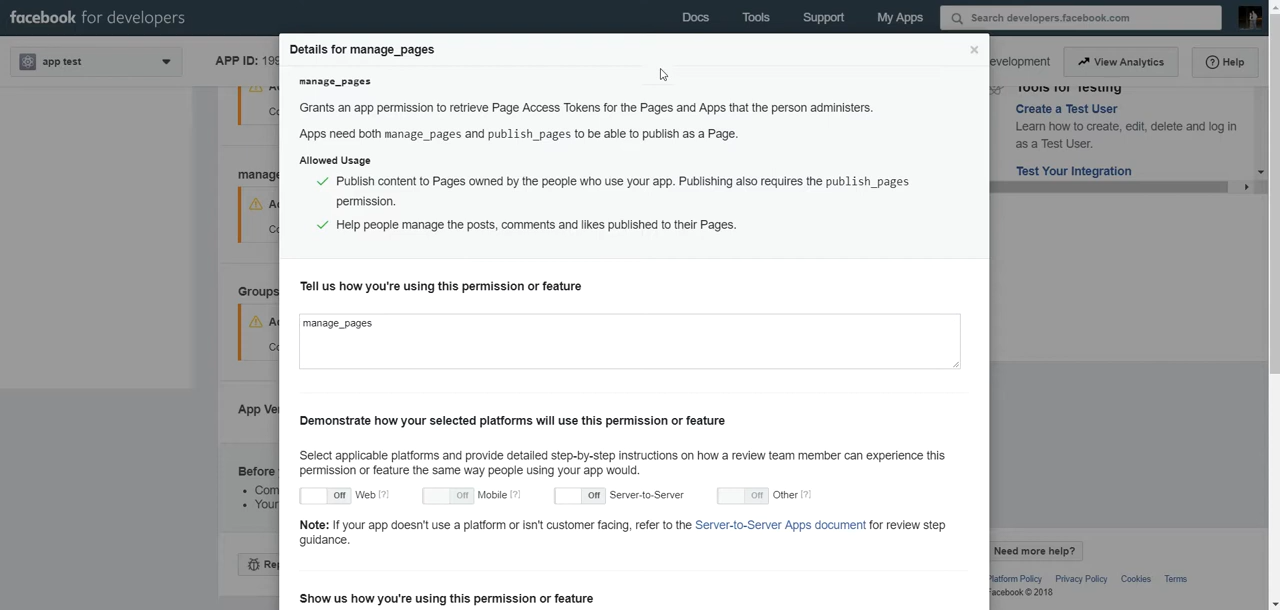 facebook for developers
Docs
Tools
Support
My Apps
Search developers.facebook.com
app test
APP ID: 199
evelopment
View Analytics
Help
Details for manage_pages
×
manage_pages
Grants an app permission to retrieve Page Access Tokens for the Pages and Apps that the person administers.
Apps need both manage_pages and publish_pages to be able to publish as a Page.
Allowed Usage
Publish content to Pages owned by the people who use your app. Publishing also requires the publish_pages
permission.
Help people manage the posts, comments and likes published to their Pages.
Tell us how you're using this permission or feature
manage_pages
Demonstrate how your selected platforms will use this permission or feature
Select applicable platforms and provide detailed step-by-step instructions on how a review team member can experience this
permission or feature the same way people using your app would.
Off Web [?]
Off Mobile [?]
Off Server-to-Server
Off Other [?]
Note: If your app doesn't use a platform or isn't customer facing, refer to the Server-to-Server Apps document for review step
guidance.
Show us how you're using this permission or feature
Ad
Co
manage
Ad
Co
Groups
Ad
Co
App Ver
Before
• Com
• Your
Rep
Tools for Testing
Create a Test User
Learn how to create, edit, delete and log in
as a Test User.
Test Your Integration
Need more help?
Platform Policy
Privacy Policy
Cookies
Terms
Facebook © 2018